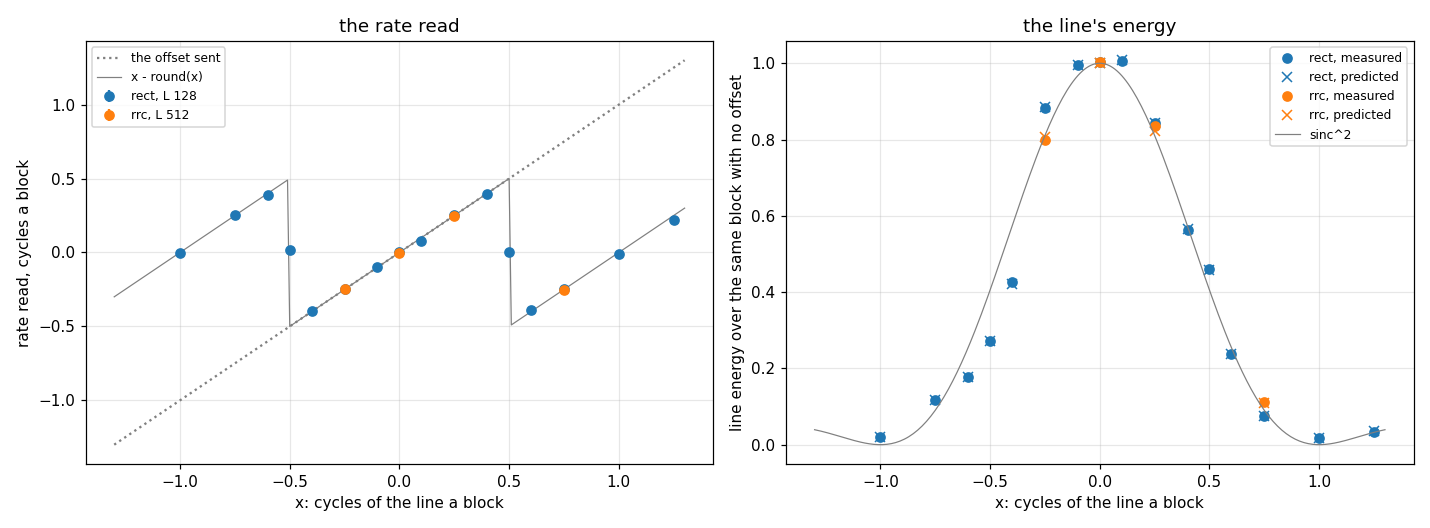 the rate read
the offset sent
x - round(x)
rect, L 128
rrc, L 512
rate read, cycles a block
1.0
0.5
0.0
−0.5
−1.0
−1.0
−0.5
0.0
0.5
1.0
x: cycles of the line a block
the line's energy
rect, measured
rect, predicted
rrc, measured
rrc, predicted
sinc^2
line energy over the same block with no offset
1.0
0.8
0.6
0.4
0.2
0.0
−1.0
−0.5
0.0
0.5
1.0
x: cycles of the line a block